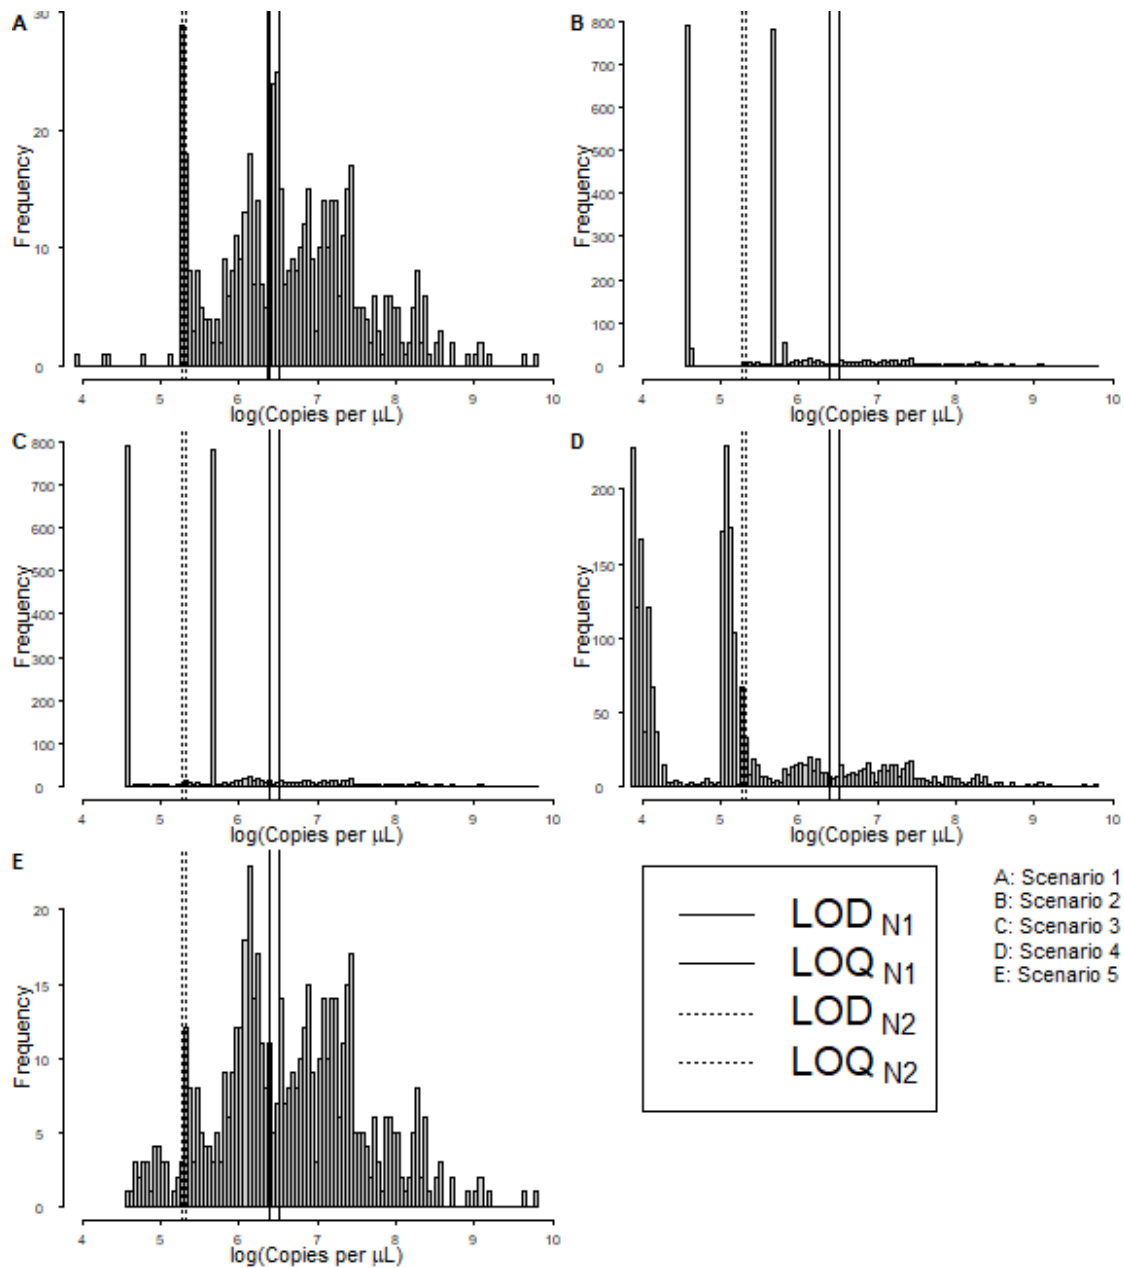 A
30
20
10
0
Frequency
4 5 6 7 8 9 10
log(Copies per μL)
B
800
700
600
500
400
300
200
100
0
Frequency
4 5 6 7 8 9 10
log(Copies per μL)
C
800
700
600
500
400
300
200
100
0
Frequency
4 5 6 7 8 9 10
log(Copies per μL)
D
200
150
100
50
0
Frequency
4 5 6 7 8 9 10
log(Copies per μL)
E
20
15
10
5
0
Frequency
4 5 6 7 8 9 10
log(Copies per μL)
LOD N1
LOQ N1
LOD N2
LOQ N2
A: Scenario 1
B: Scenario 2
C: Scenario 3
D: Scenario 4
E: Scenario 5